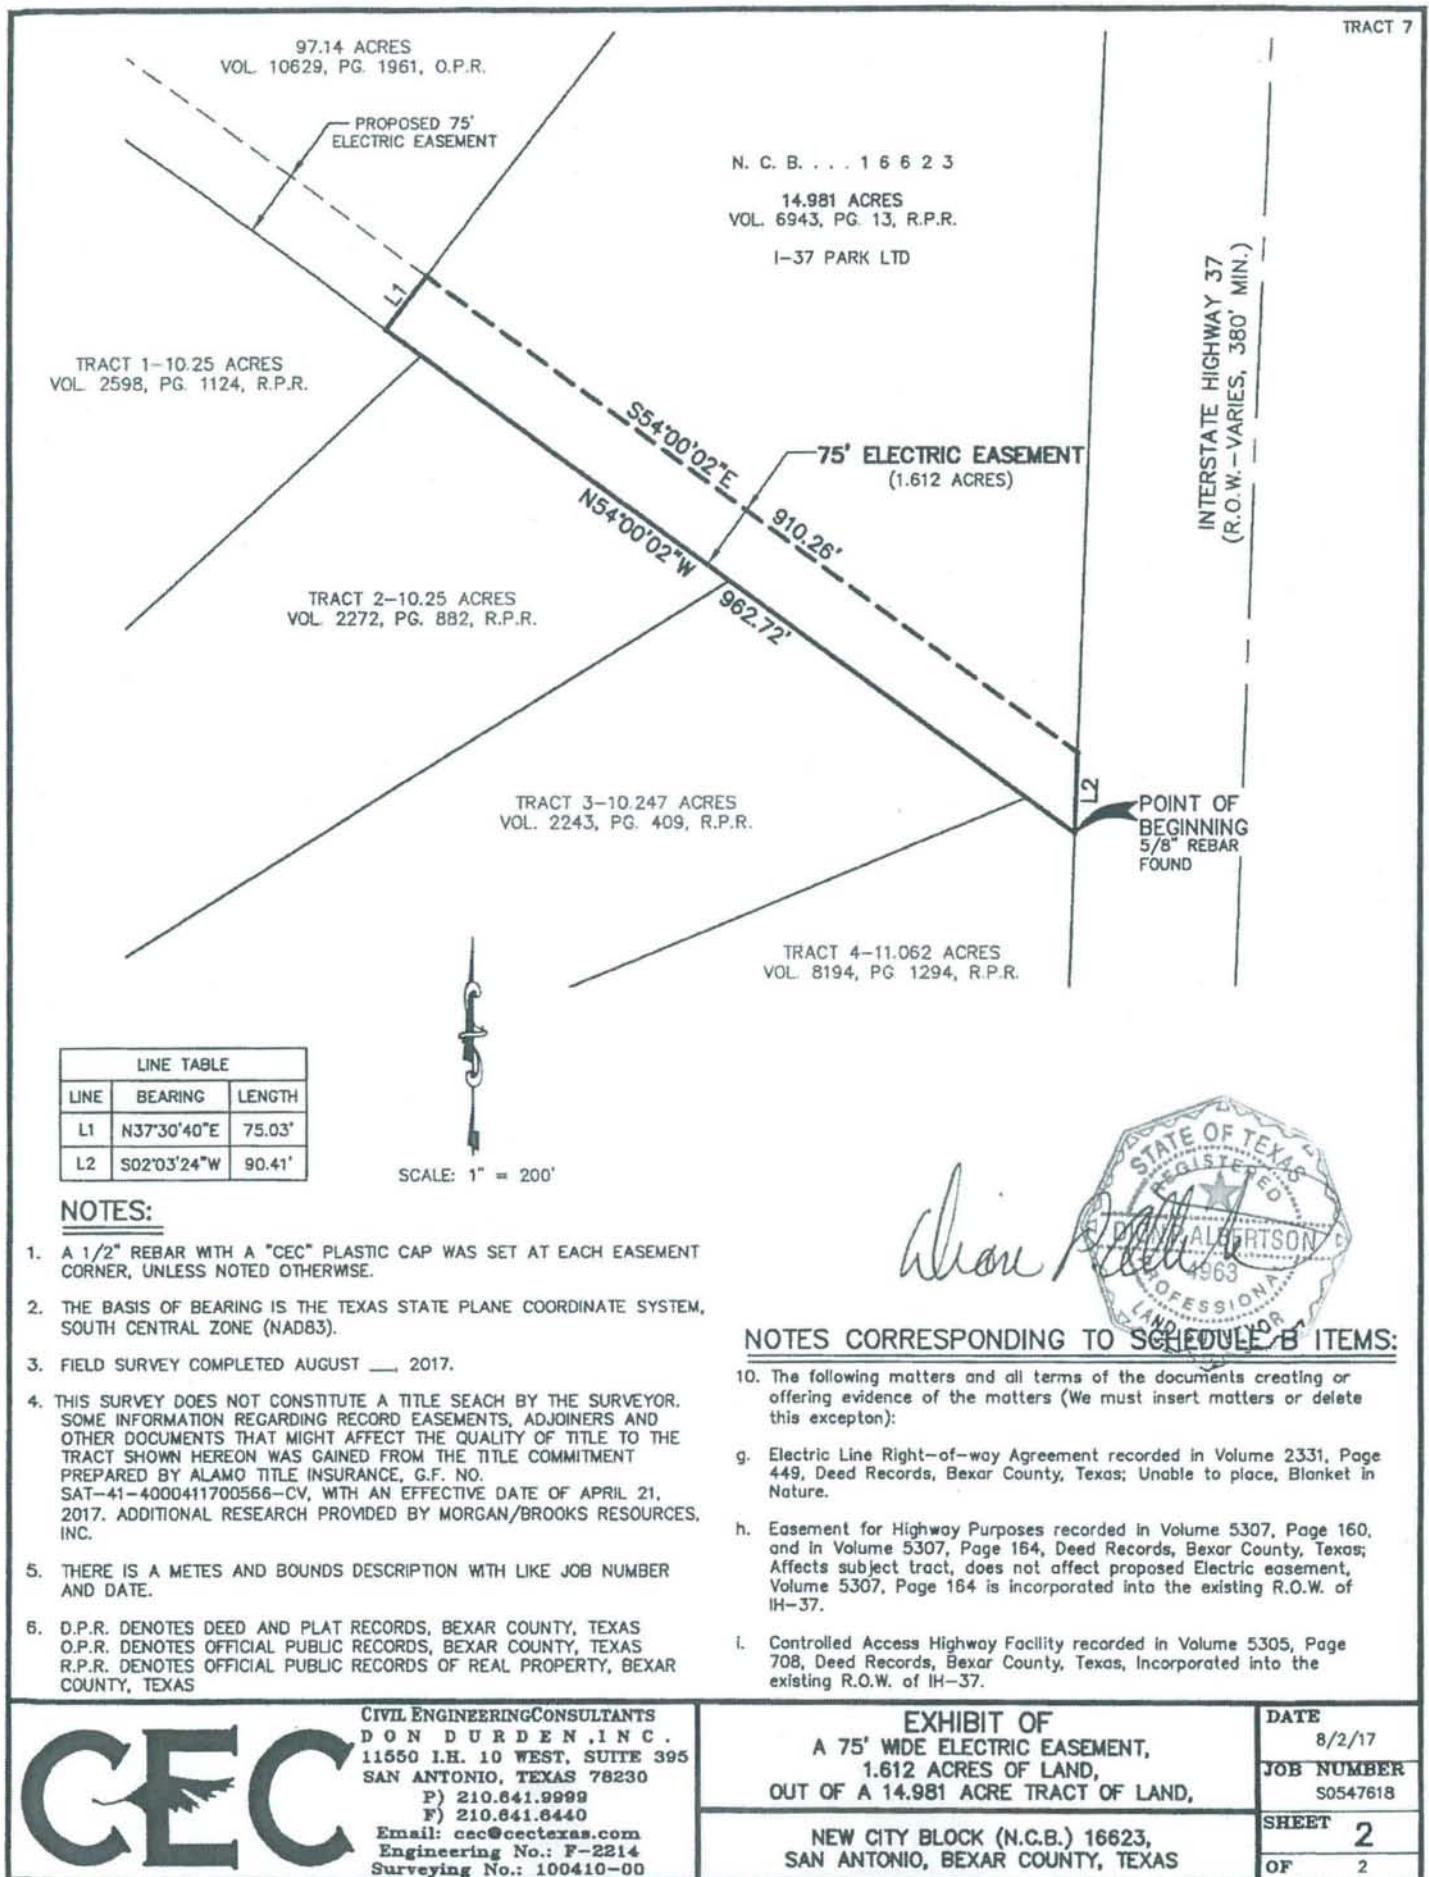 TRACT 7
97.14 ACRES
VOL. 10629, PG. 1961, O.P.R.
PROPOSED 75'
ELECTRIC EASEMENT
N. C. B. . . . 1 6 6 2 3
14.981 ACRES
VOL. 6943, PG. 13, R.P.R.
I-37 PARK LTD
INTERSTATE HIGHWAY 37
(R.O.W.-VARIES, 380' MIN.)
L1
TRACT 1-10.25 ACRES
VOL. 2598, PG. 1124, R.P.R.
S54°00'02"E
910.26'
75' ELECTRIC EASEMENT
(1.612 ACRES)
N54°00'02"W
962.72'
TRACT 2-10.25 ACRES
VOL. 2272, PG. 882, R.P.R.
L2
POINT OF
BEGINNING
5/8" REBAR
FOUND
TRACT 3-10.247 ACRES
VOL. 2243, PG. 409, R.P.R.
TRACT 4-11.062 ACRES
VOL. 8194, PG 1294, R.P.R.
LINE TABLE
LINE BEARING LENGTH
L1 N37°30'40"E 75.03'
L2 S02°03'24"W 90.41'
SCALE: 1" = 200'
STATE OF TEXAS
REGISTERED
DION P. ALBERTSON
4963
PROFESSIONAL
LAND SURVEYOR
NOTES:
1. A 1/2" REBAR WITH A "CEC" PLASTIC CAP WAS SET AT EACH EASEMENT
CORNER, UNLESS NOTED OTHERWISE.
2. THE BASIS OF BEARING IS THE TEXAS STATE PLANE COORDINATE SYSTEM,
SOUTH CENTRAL ZONE (NAD83).
3. FIELD SURVEY COMPLETED AUGUST ___, 2017.
4. THIS SURVEY DOES NOT CONSTITUTE A TITLE SEACH BY THE SURVEYOR.
SOME INFORMATION REGARDING RECORD EASEMENTS, ADJOINERS AND
OTHER DOCUMENTS THAT MIGHT AFFECT THE QUALITY OF TITLE TO THE
TRACT SHOWN HEREON WAS GAINED FROM THE TITLE COMMITMENT
PREPARED BY ALAMO TITLE INSURANCE, G.F. NO.
SAT-41-4000411700566-CV, WITH AN EFFECTIVE DATE OF APRIL 21,
2017. ADDITIONAL RESEARCH PROVIDED BY MORGAN/BROOKS RESOURCES,
INC.
5. THERE IS A METES AND BOUNDS DESCRIPTION WITH LIKE JOB NUMBER
AND DATE.
6. D.P.R. DENOTES DEED AND PLAT RECORDS, BEXAR COUNTY, TEXAS
O.P.R. DENOTES OFFICIAL PUBLIC RECORDS, BEXAR COUNTY, TEXAS
R.P.R. DENOTES OFFICIAL PUBLIC RECORDS OF REAL PROPERTY, BEXAR
COUNTY, TEXAS
NOTES CORRESPONDING TO SCHEDULE B ITEMS:
10. The following matters and all terms of the documents creating or
offering evidence of the matters (We must insert matters or delete
this excepton):
g. Electric Line Right-of-way Agreement recorded in Volume 2331, Page
449, Deed Records, Bexar County, Texas; Unable to place, Blanket in
Nature.
h. Easement for Highway Purposes recorded in Volume 5307, Page 160,
and in Volume 5307, Page 164, Deed Records, Bexar County, Texas;
Affects subject tract, does not affect proposed Electric easement,
Volume 5307, Page 164 is incorporated into the existing R.O.W. of
IH-37.
i. Controlled Access Highway Facility recorded in Volume 5305, Page
708, Deed Records, Bexar County, Texas, Incorporated into the
existing R.O.W. of IH-37.
CEC
CIVIL ENGINEERINGCONSULTANTS
DON DURDEN, INC.
11550 I.H. 10 WEST, SUITE 395
SAN ANTONIO, TEXAS 78230
P) 210.641.9999
F) 210.641.6440
Email: cec@cectexas.com
Engineering No.: F-2214
Surveying No.: 100410-00
EXHIBIT OF
A 75' WIDE ELECTRIC EASEMENT,
1.612 ACRES OF LAND,
OUT OF A 14.981 ACRE TRACT OF LAND,
NEW CITY BLOCK (N.C.B.) 16623,
SAN ANTONIO, BEXAR COUNTY, TEXAS
DATE
8/2/17
JOB NUMBER
S0547618
SHEET 2
OF 2